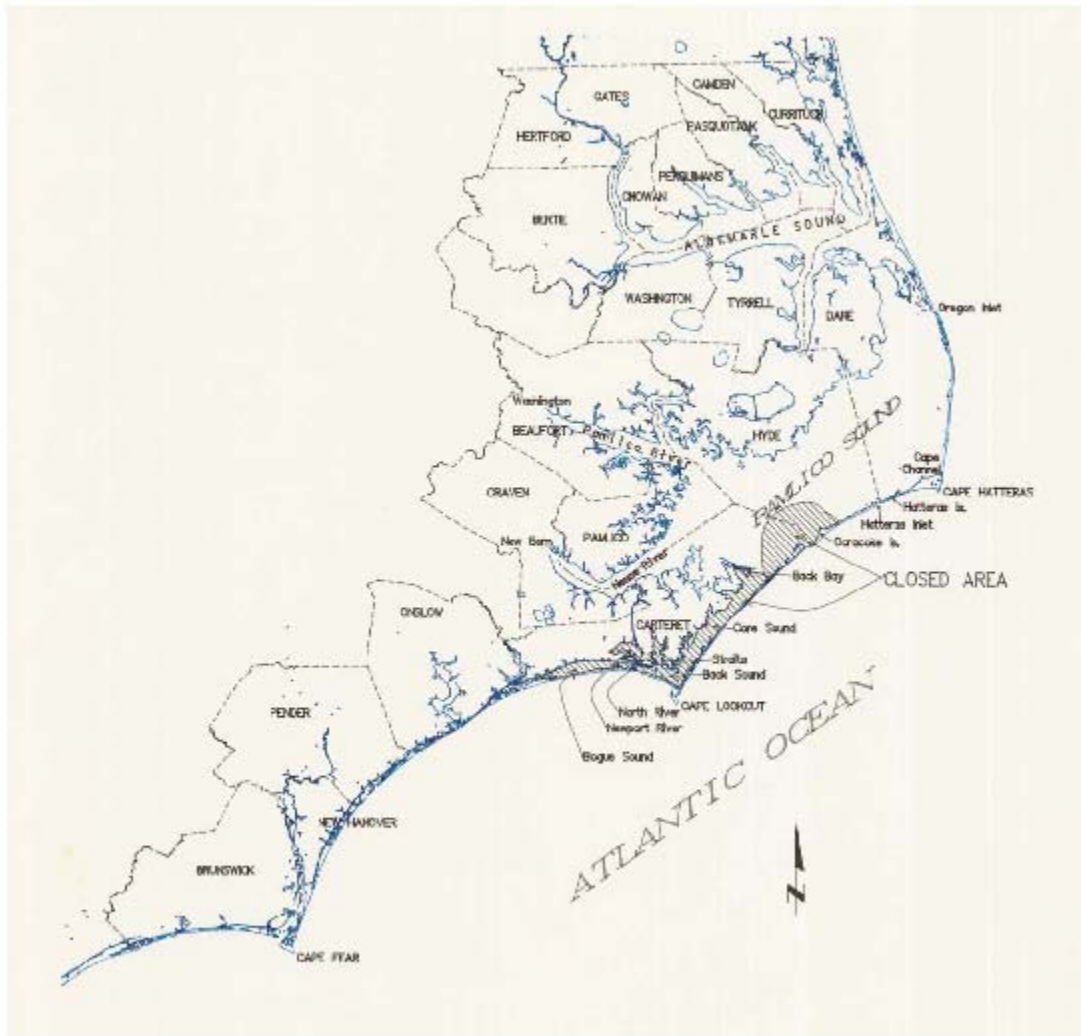 CAMDEN
GATES
CURRITUCK
PASQUOTANK
HERTFORD
PERQUIMANS
CHOWAN
BERTIE
ALBEMARLE SOUND
WASHINGTON
TYRRELL
DARE
Oregon Inlet
Washington
BEAUFORT
Pamlico River
HYDE
PAMLICO SOUND
Cape
Channel
CRAVEN
CAPE HATTERAS
Hatteras Is.
Hatteras Inlet
Ocracoke Is.
New Bern
PAMLICO
Neuse River
Back Bay
CLOSED AREA
ONSLOW
CARTERET
Core Sound
Straits
Back Sound
CAPE LOOKOUT
North River
Newport River
Bogue Sound
PENDER
ATLANTIC OCEAN
NEW HANOVER
BRUNSWICK
N
CAPE FEAR